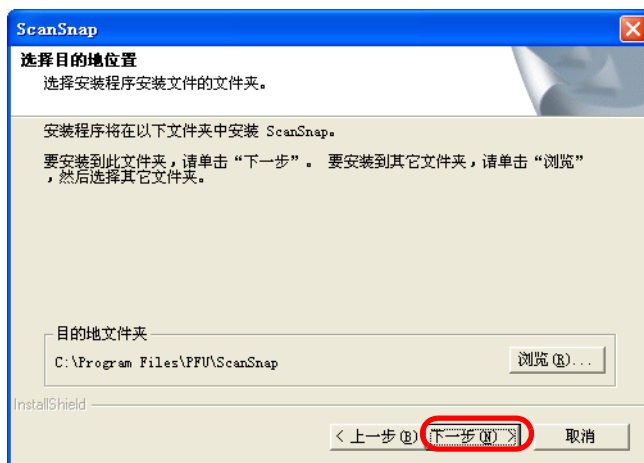 ScanSnap
选择目的地位置
选择安装程序安装文件的文件夹。
安装程序将在以下文件夹中安装 ScanSnap。
要安装到此文件夹，请单击“下一步”。 要安装到其它文件夹，请单击“浏览”
，然后选择其它文件夹。
目的地文件夹
C:\Program Files\PFU\ScanSnap
浏览(R)...
InstallShield
< 上一步(B)
下一步(N) >
取消